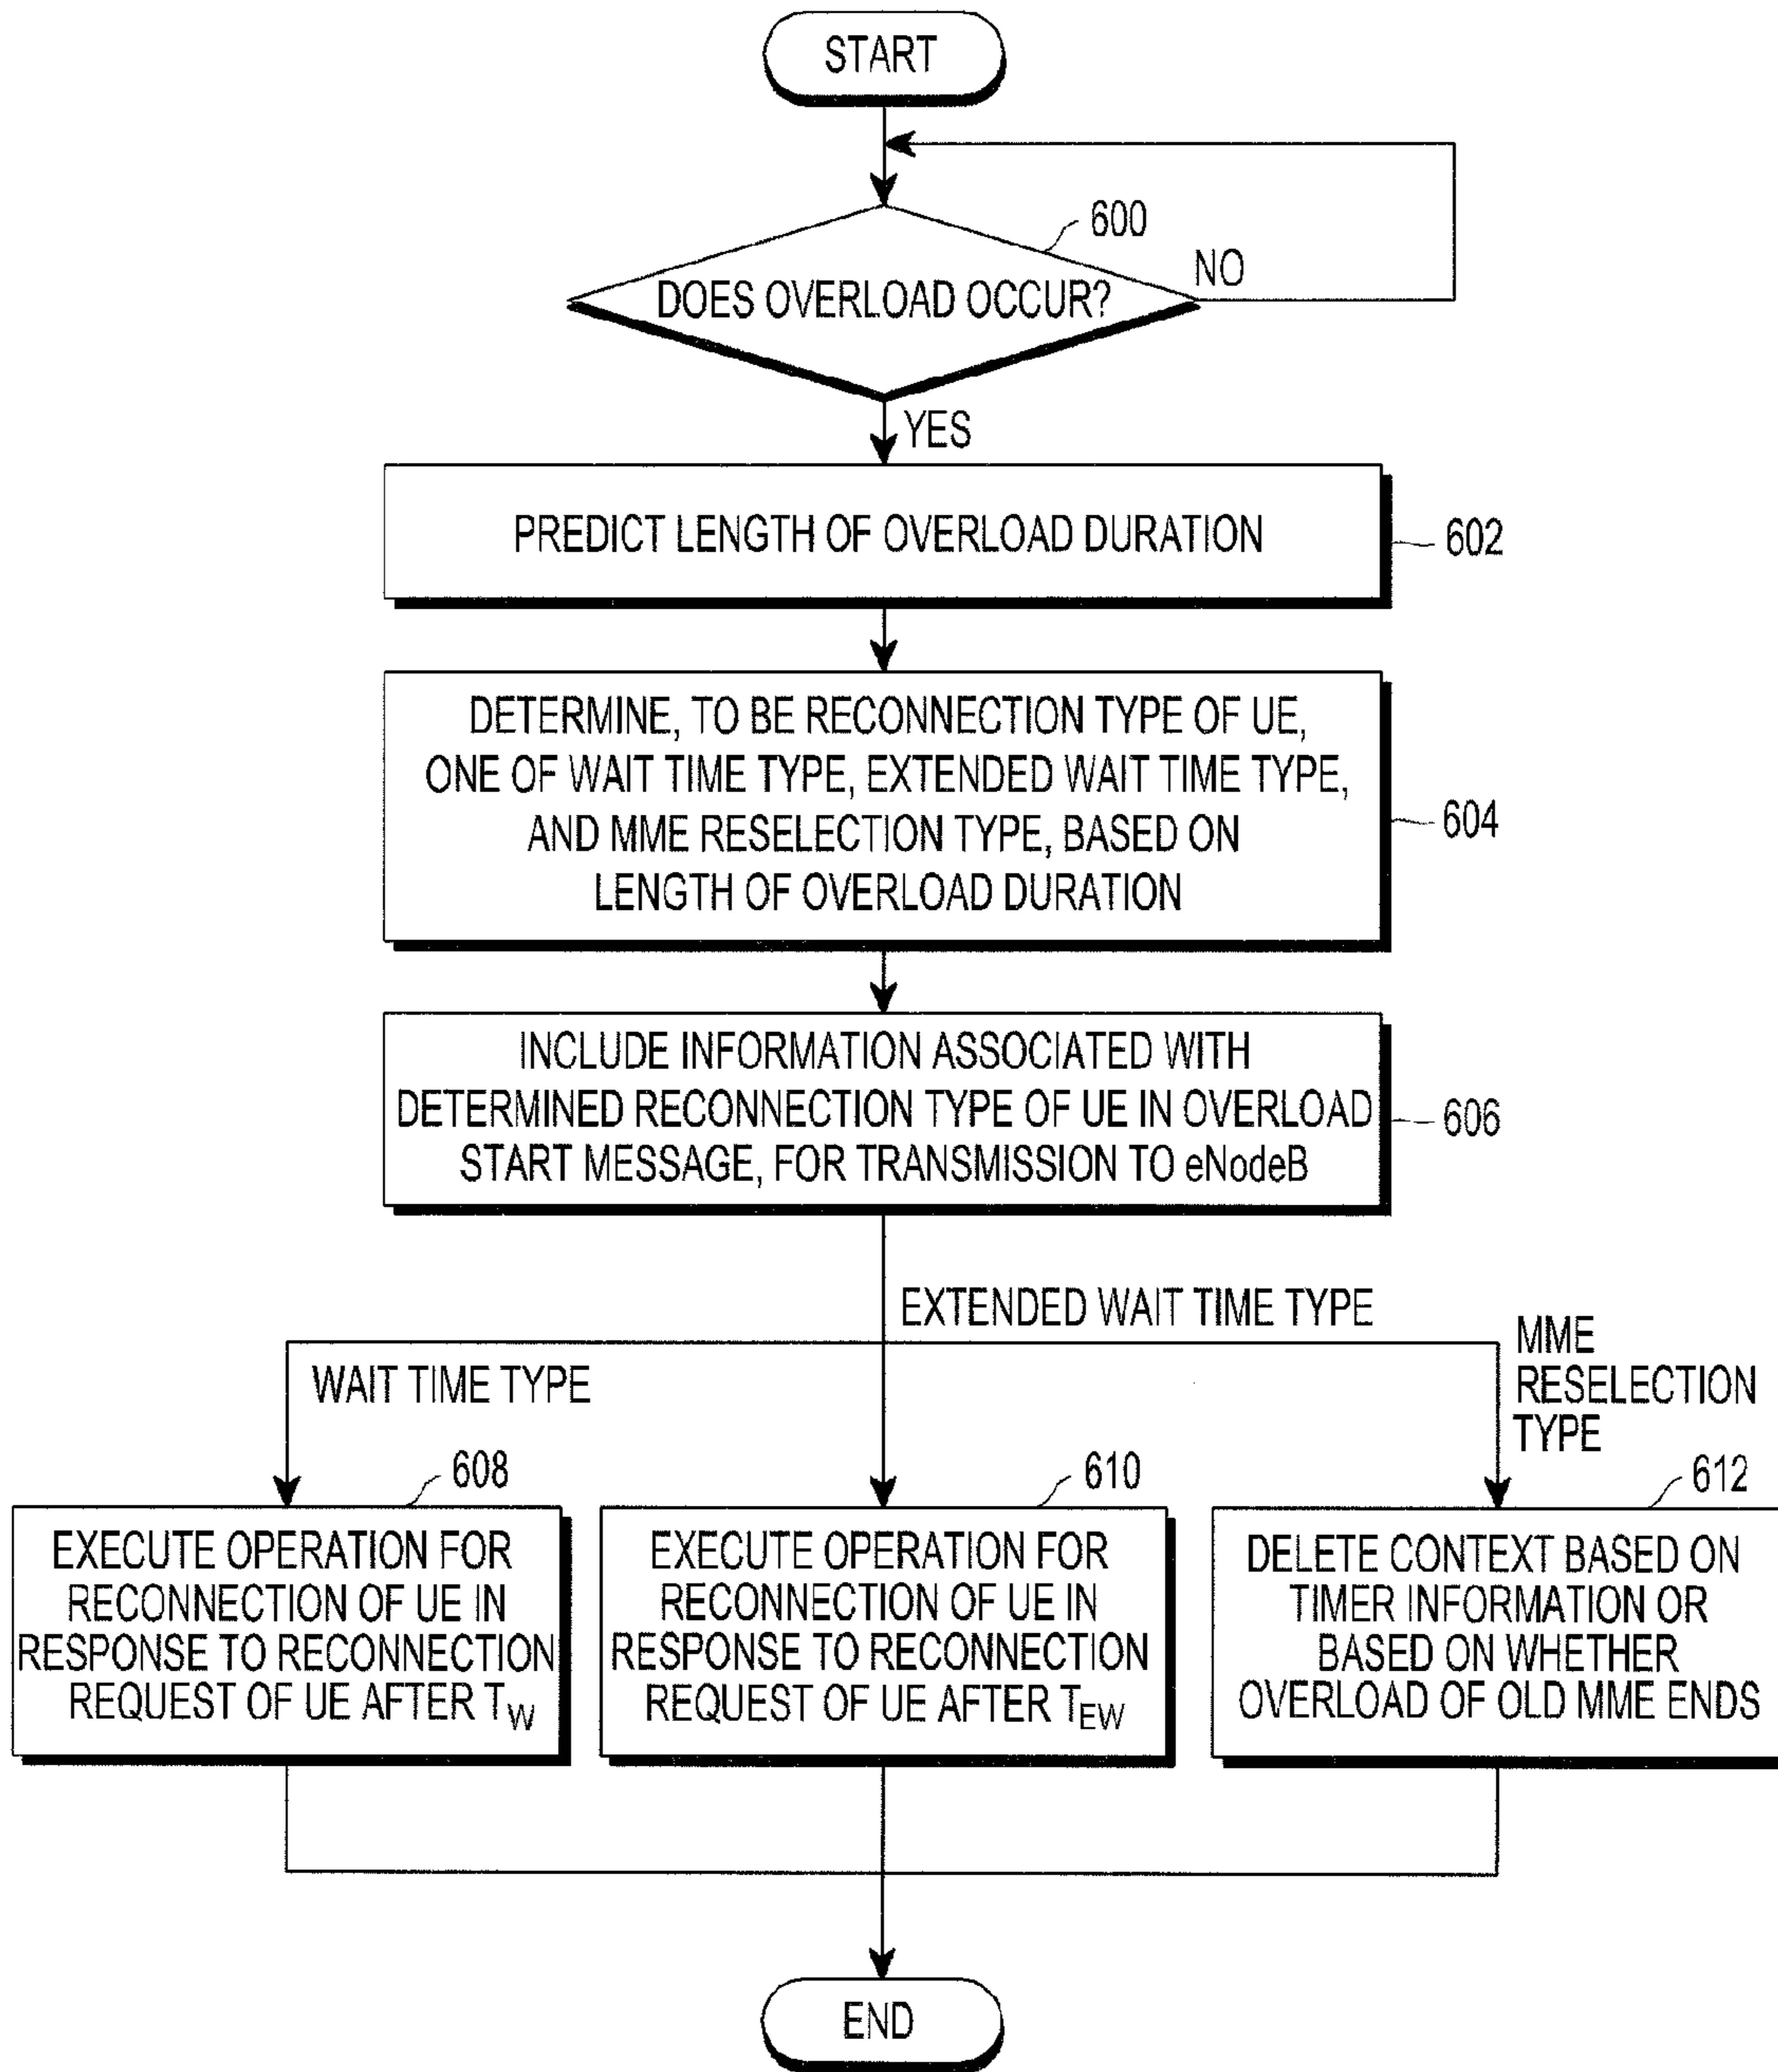 START
600
NO
DOES OVERLOAD OCCUR?
YES
PREDICT LENGTH OF OVERLOAD DURATION
602
DETERMINE, TO BE RECONNECTION TYPE OF UE,
ONE OF WAIT TIME TYPE, EXTENDED WAIT TIME TYPE,
AND MME RESELECTION TYPE, BASED ON
LENGTH OF OVERLOAD DURATION
604
INCLUDE INFORMATION ASSOCIATED WITH
DETERMINED RECONNECTION TYPE OF UE IN OVERLOAD
START MESSAGE, FOR TRANSMISSION TO eNodeB
606
EXTENDED WAIT TIME TYPE
WAIT TIME TYPE
MME
RESELECTION
TYPE
608
EXECUTE OPERATION FOR
RECONNECTION OF UE IN
RESPONSE TO RECONNECTION
REQUEST OF UE AFTER TW
610
EXECUTE OPERATION FOR
RECONNECTION OF UE IN
RESPONSE TO RECONNECTION
REQUEST OF UE AFTER TEW
612
DELETE CONTEXT BASED ON
TIMER INFORMATION OR
BASED ON WHETHER
OVERLOAD OF OLD MME ENDS
END